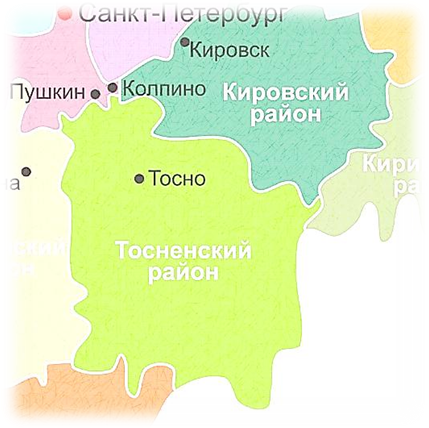 Санкт-Петербург
Кировск
Пушкин
Колпино
Кировский
район
Тосно
Тосненский
район